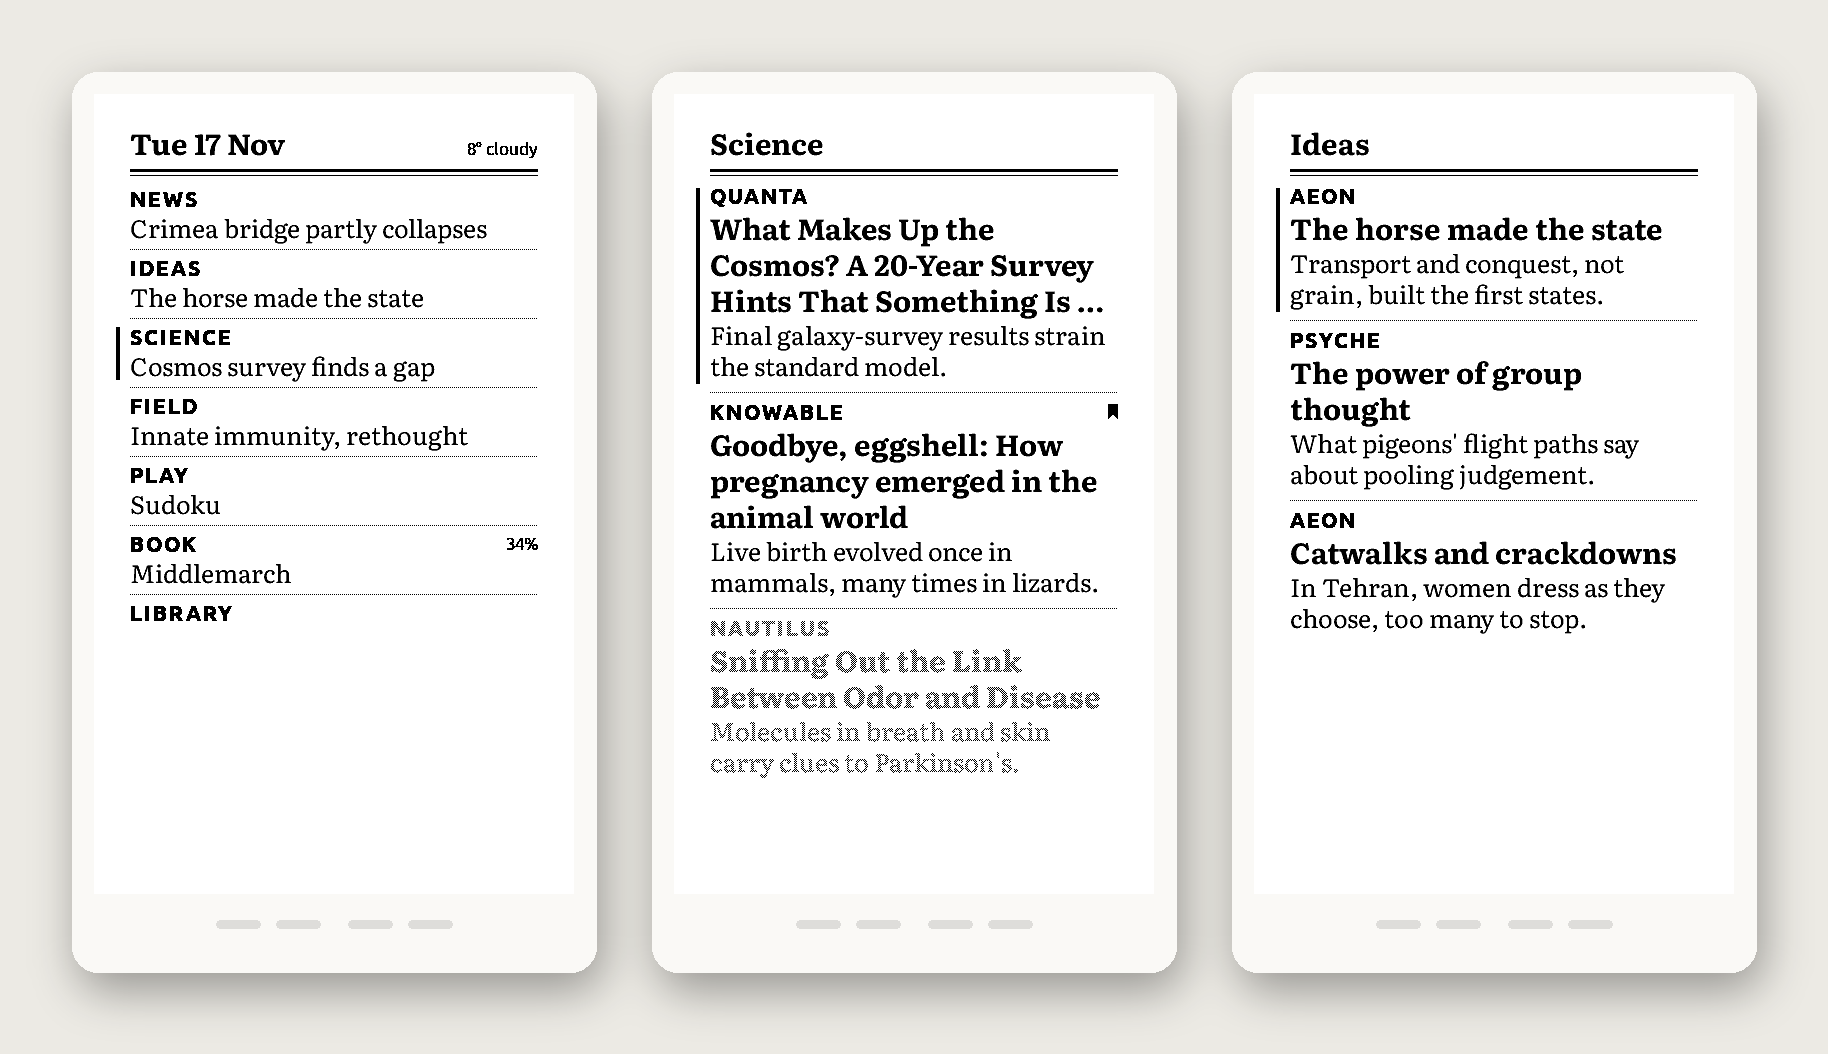 Tue 17 Nov
8° cloudy
NEWS
Crimea bridge partly collapses
IDEAS
The horse made the state
SCIENCE
Cosmos survey finds a gap
FIELD
Innate immunity, rethought
PLAY
Sudoku
BOOK
34%
Middlemarch
LIBRARY
Science
QUANTA
What Makes Up the
Cosmos? A 20-Year Survey
Hints That Something Is ...
Final galaxy-survey results strain
the standard model.
KNOWABLE
Goodbye, eggshell: How
pregnancy emerged in the
animal world
Live birth evolved once in
mammals, many times in lizards.
NAUTILUS
Sniffing Out the Link
Between Odor and Disease
Molecules in breath and skin
carry clues to Parkinson's.
Ideas
AEON
The horse made the state
Transport and conquest, not
grain, built the first states.
PSYCHE
The power of group
thought
What pigeons' flight paths say
about pooling judgement.
AEON
Catwalks and crackdowns
In Tehran, women dress as they
choose, too many to stop.